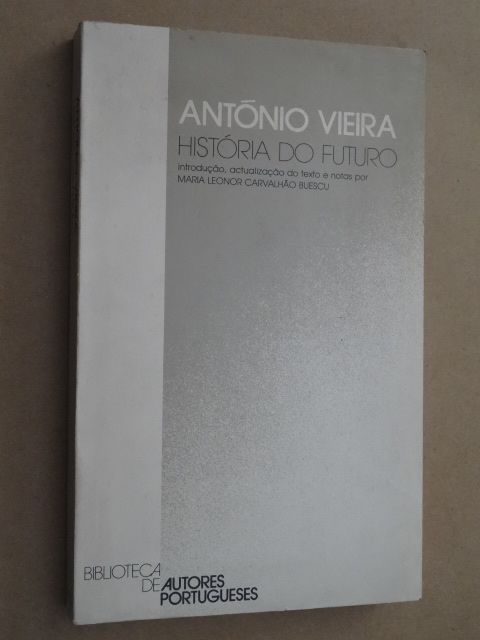 ANTÓNIO VIEIRA
HISTÓRIA DO FUTURO
introdução, actualização do texto e notas por
MARIA LEONOR CARVALHÃO BUESCU
BIBLIOTECA
DE AUTORES
PORTUGUESES